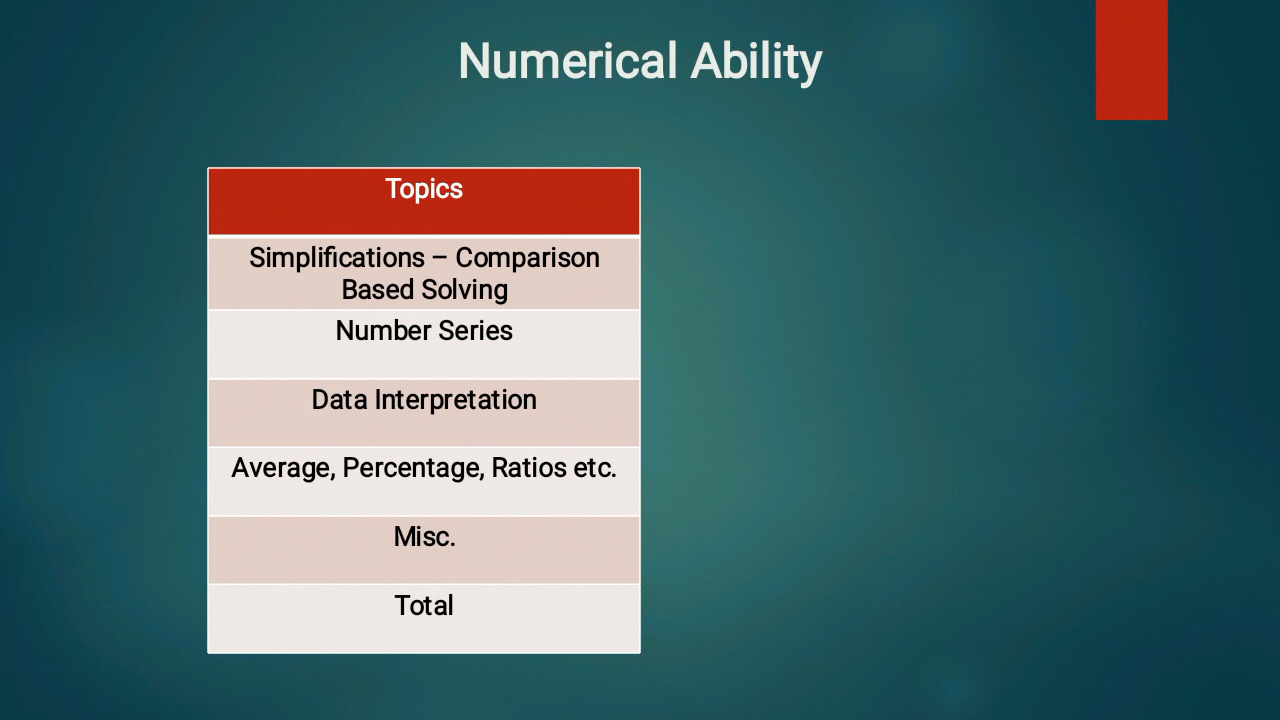 Numerical Ability
Topics
Simplifications – Comparison
Based Solving
Number Series
Data Interpretation
Average, Percentage, Ratios etc.
Misc.
Total